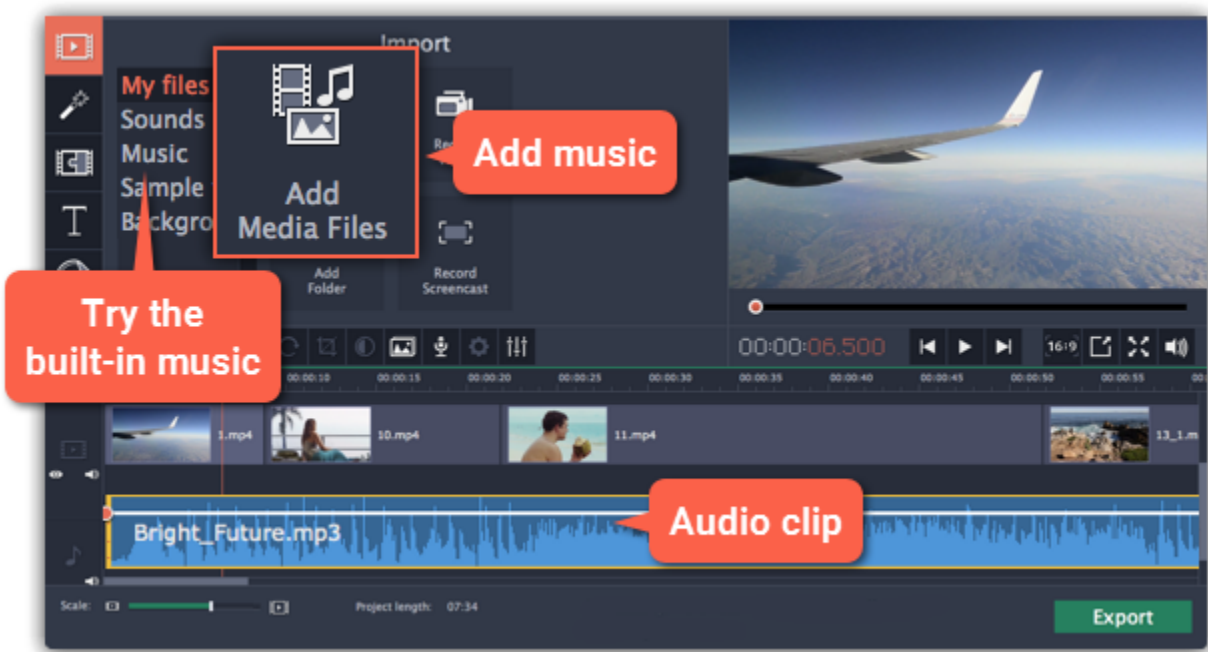 Import
My files
Sounds
Music
Sample
Backgro
Add
Media Files
Add music
Try the
built-in music
Add
Folder
Record
Screencast
00:00:06.500
16:9
00:00:10 00:00:15 00:00:20 00:00:25 00:00:30 00:00:35 00:00:40 00:00:45 00:00:50 00:00:55
1.mp4
10.mp4
11.mp4
13_1.m
Bright_Future.mp3
Audio clip
Scale:
Project length: 07:34
Export